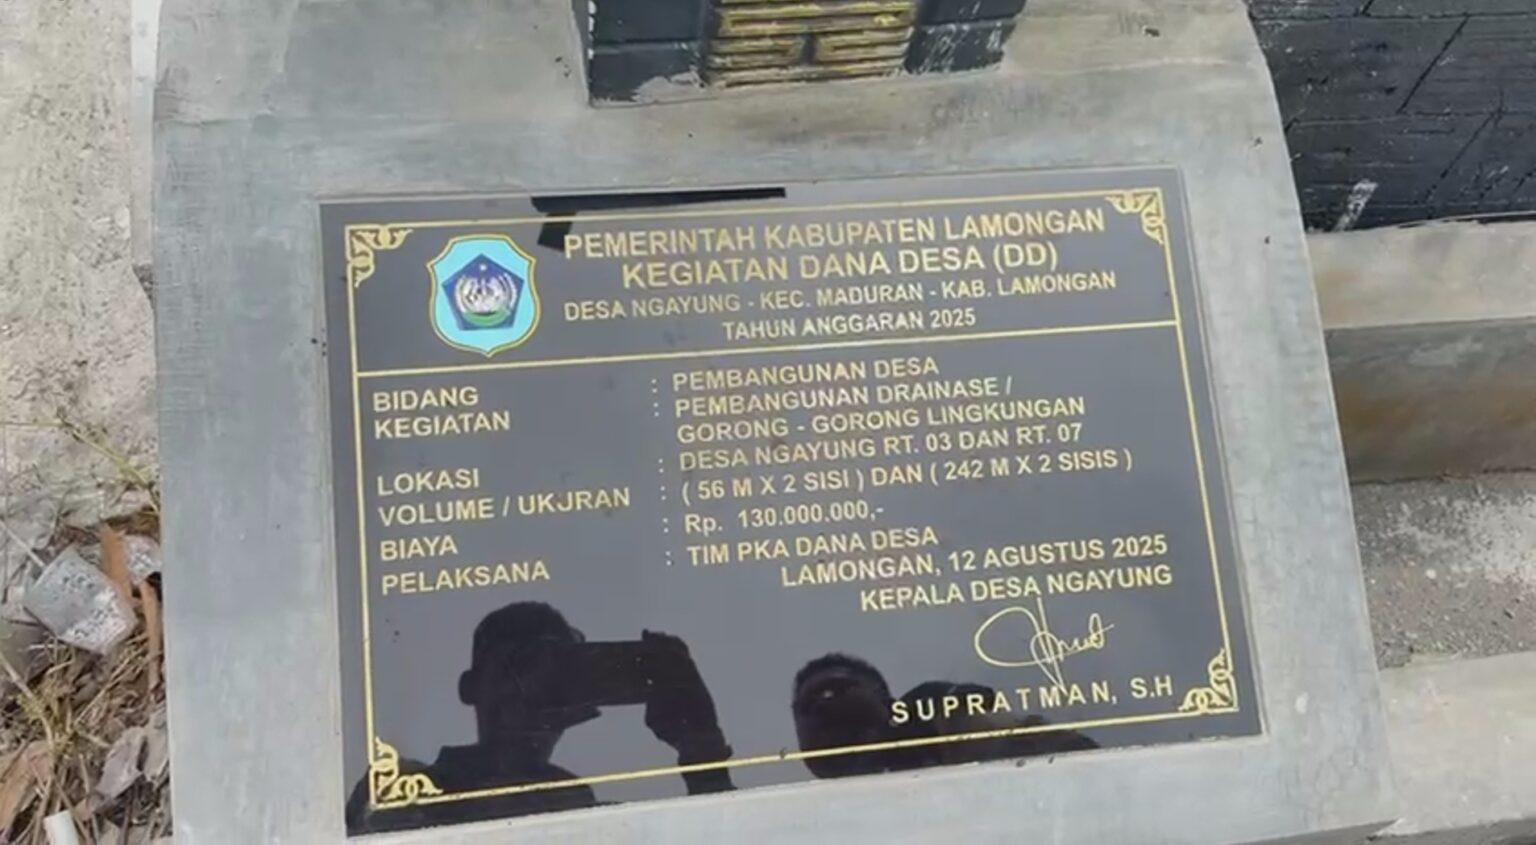 PEMERINTAH KABUPATEN LAMONGAN
KEGIATAN DANA DESA (DD)
DESA NGAYUNG - KEC. MADURAN - KAB. LAMONGAN
TAHUN ANGGARAN 2025
BIDANG : PEMBANGUNAN DESA
KEGIATAN : PEMBANGUNAN DRAINASE /
GORONG - GORONG LINGKUNGAN
LOKASI : DESA NGAYUNG RT. 03 DAN RT. 07
VOLUME / UKJRAN : ( 56 M X 2 SISI ) DAN ( 242 M X 2 SISIS )
BIAYA : Rp. 130.000.000,-
PELAKSANA : TIM PKA DANA DESA
LAMONGAN, 12 AGUSTUS 2025
KEPALA DESA NGAYUNG
SUPRATMAN, S.H